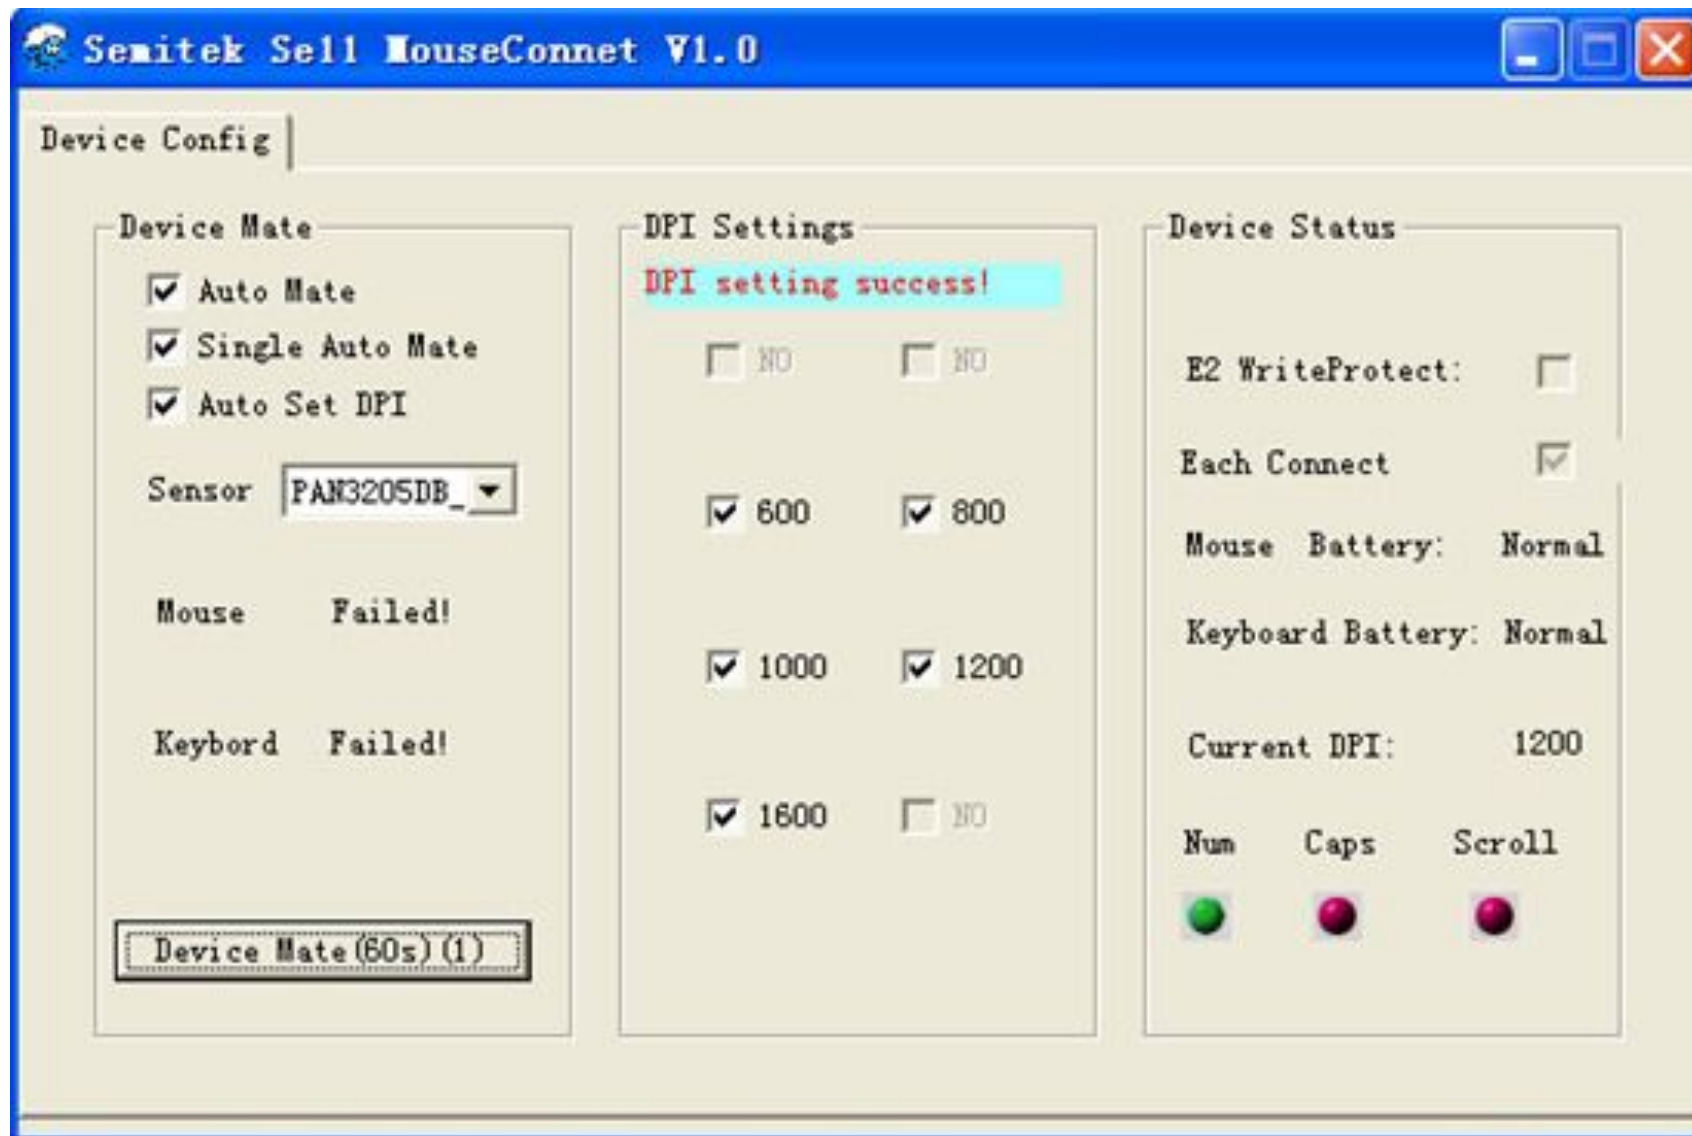 Semitek Sell MouseConnet V1.0
Device Config
Device Mate
Auto Mate
Single Auto Mate
Auto Set DPI
Sensor PAN3205DB_
Mouse Failed!
Keybord Failed!
Device Mate(60s)(1)
DPI Settings
DPI setting success!
NO NO
600 800
1000 1200
1600 NO
Device Status
E2 WriteProtect:
Each Connect
Mouse Battery: Normal
Keyboard Battery: Normal
Current DPI: 1200
Num Caps Scroll